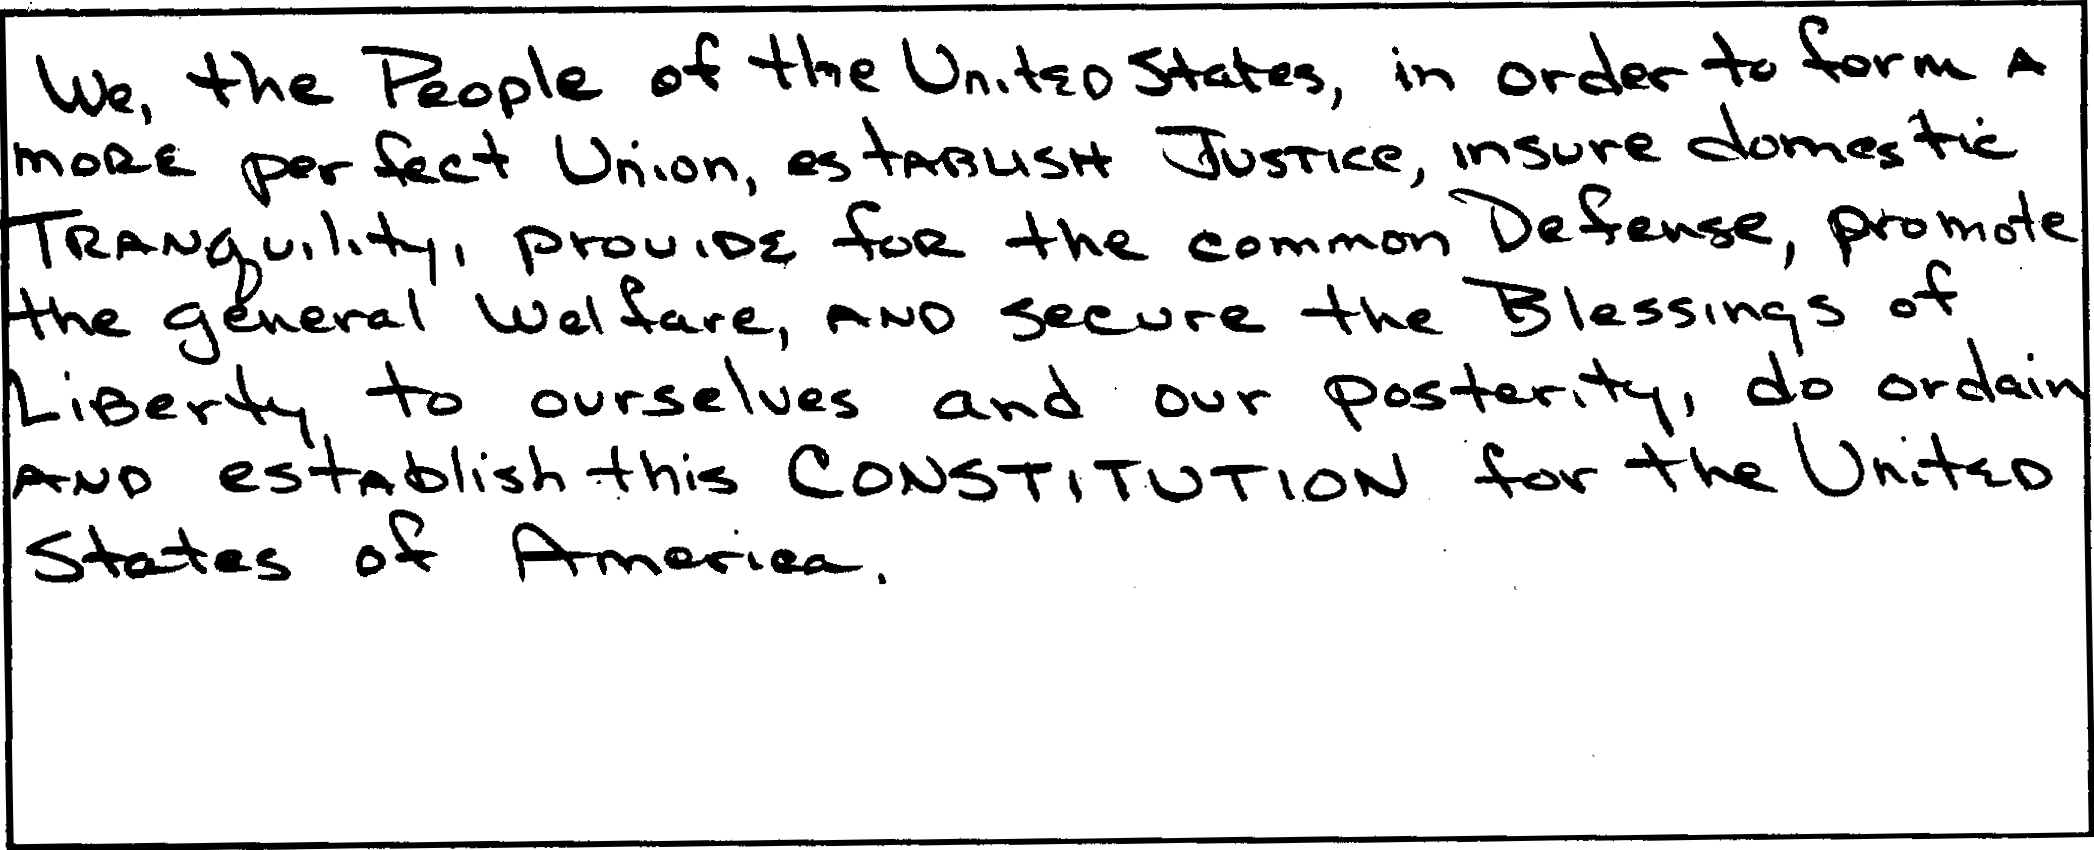 We, the People of the United States, in order to form A
more perfect Union, establish Justice, insure domestic
Tranquility, provide for the common Defense, promote
the general Welfare, and secure the Blessings of
Liberty to ourselves and our posterity, do ordain
and establish this CONSTITUTION for the United
States of America.